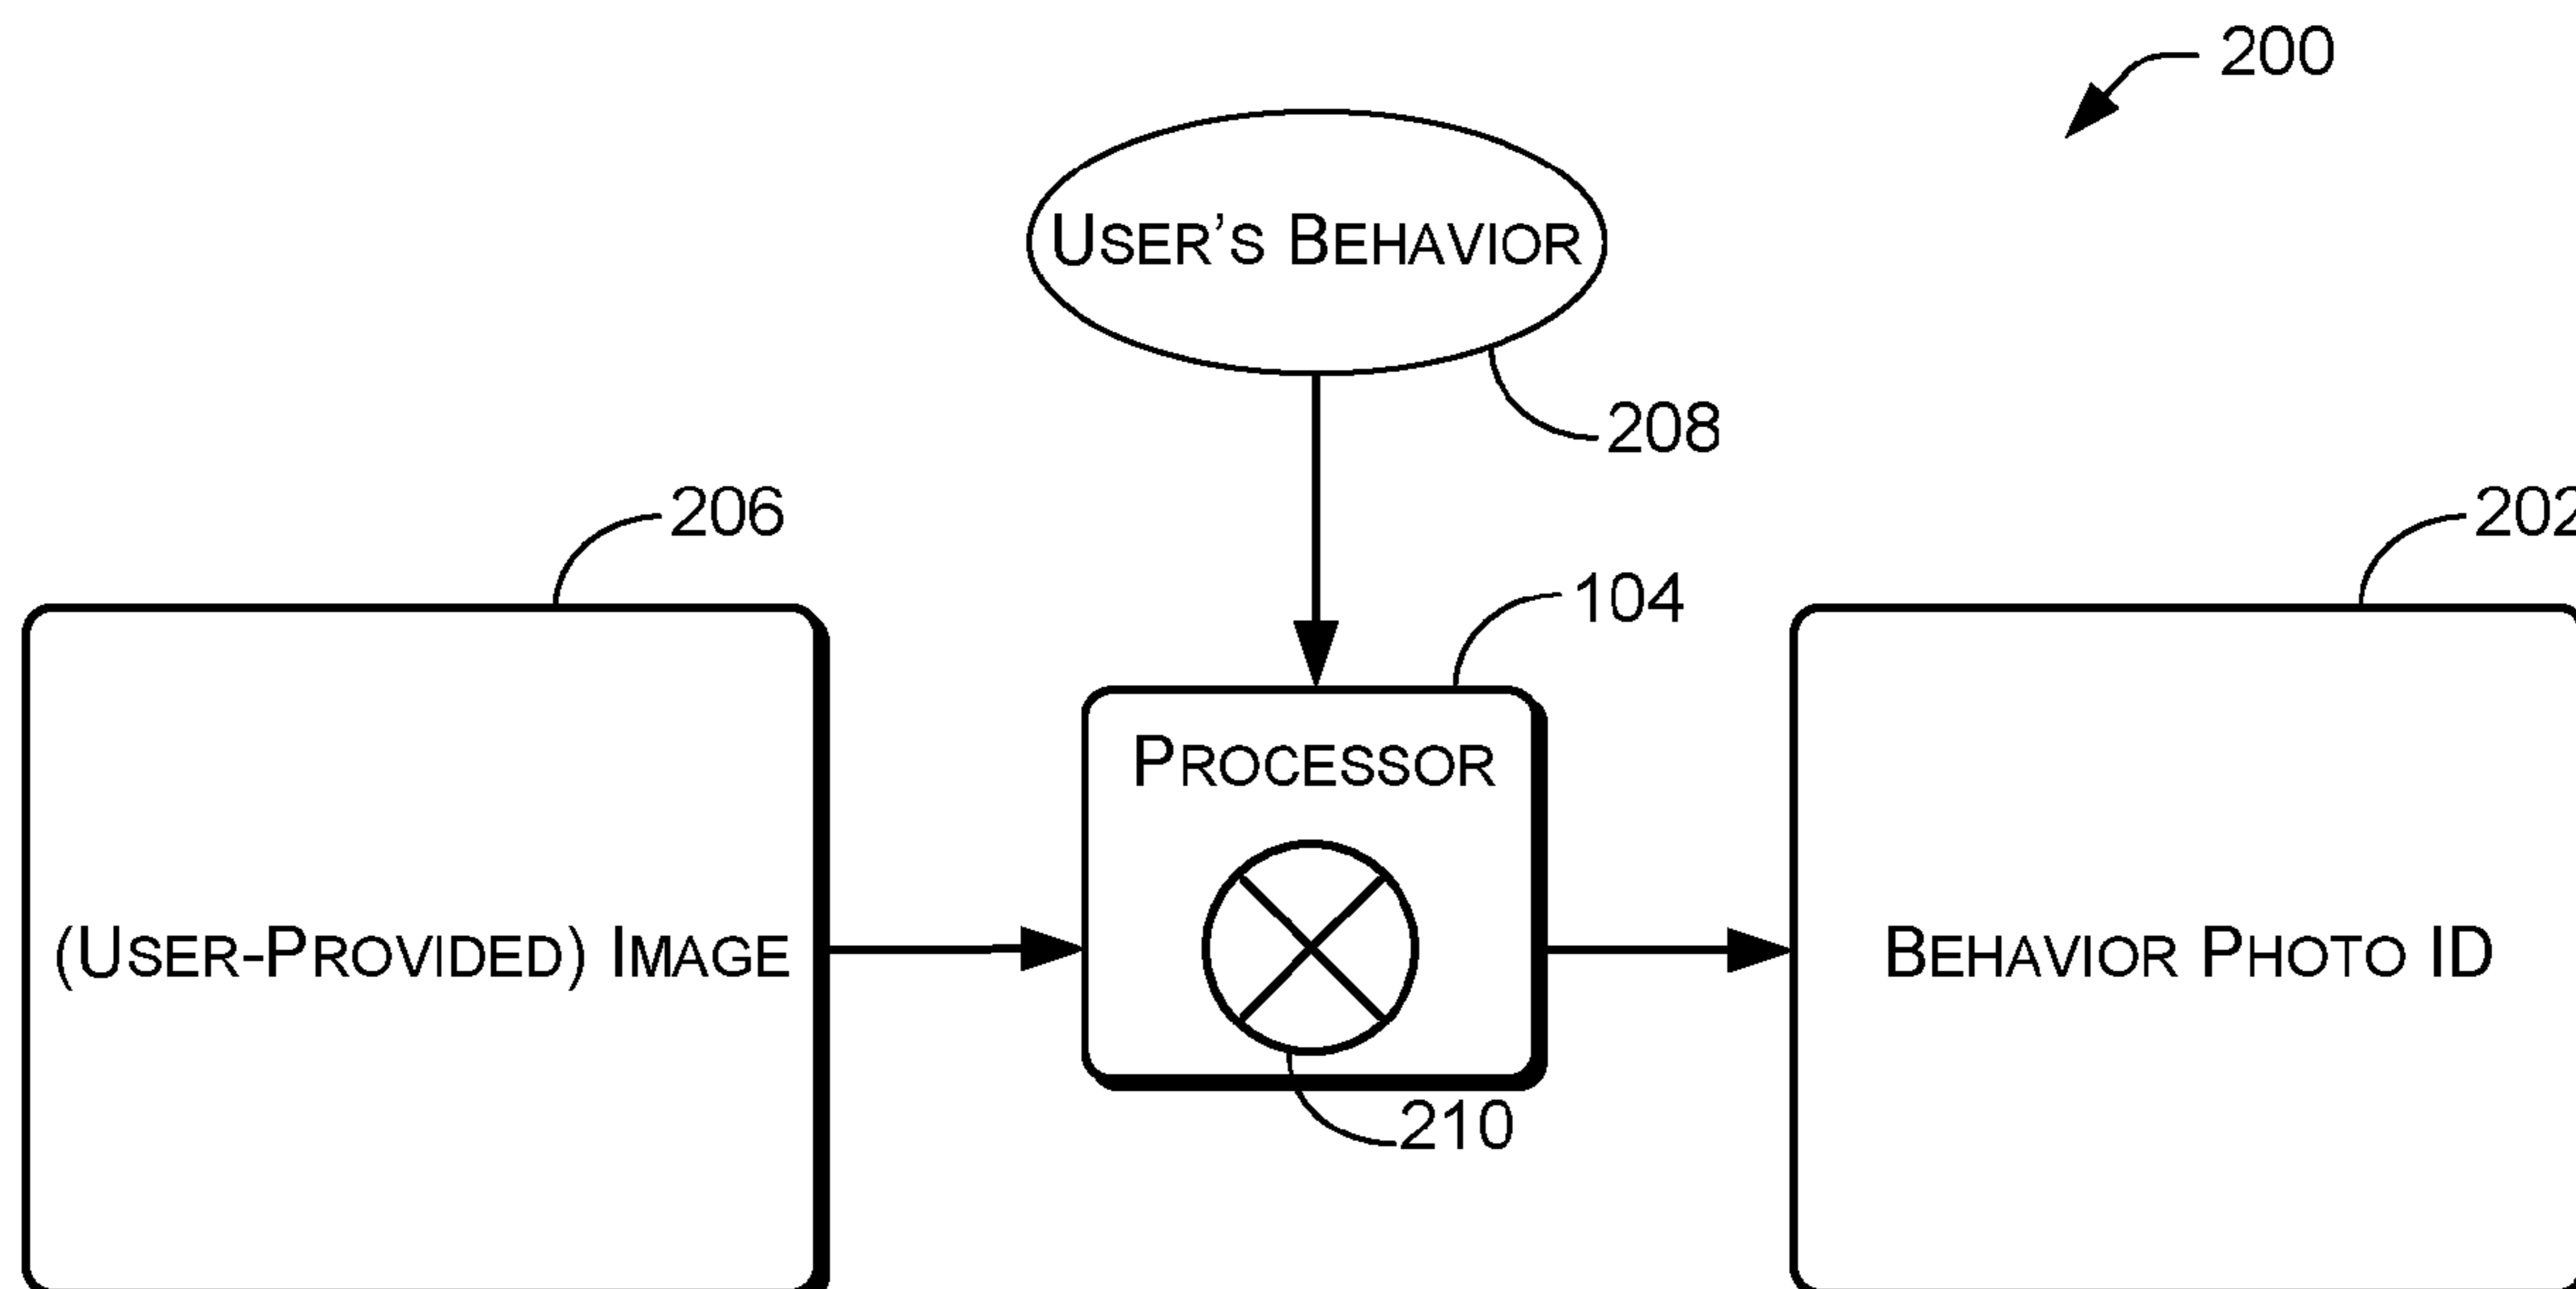 200
USER'S BEHAVIOR
208
206
202
104
PROCESSOR
(USER-PROVIDED) IMAGE
BEHAVIOR PHOTO ID
210